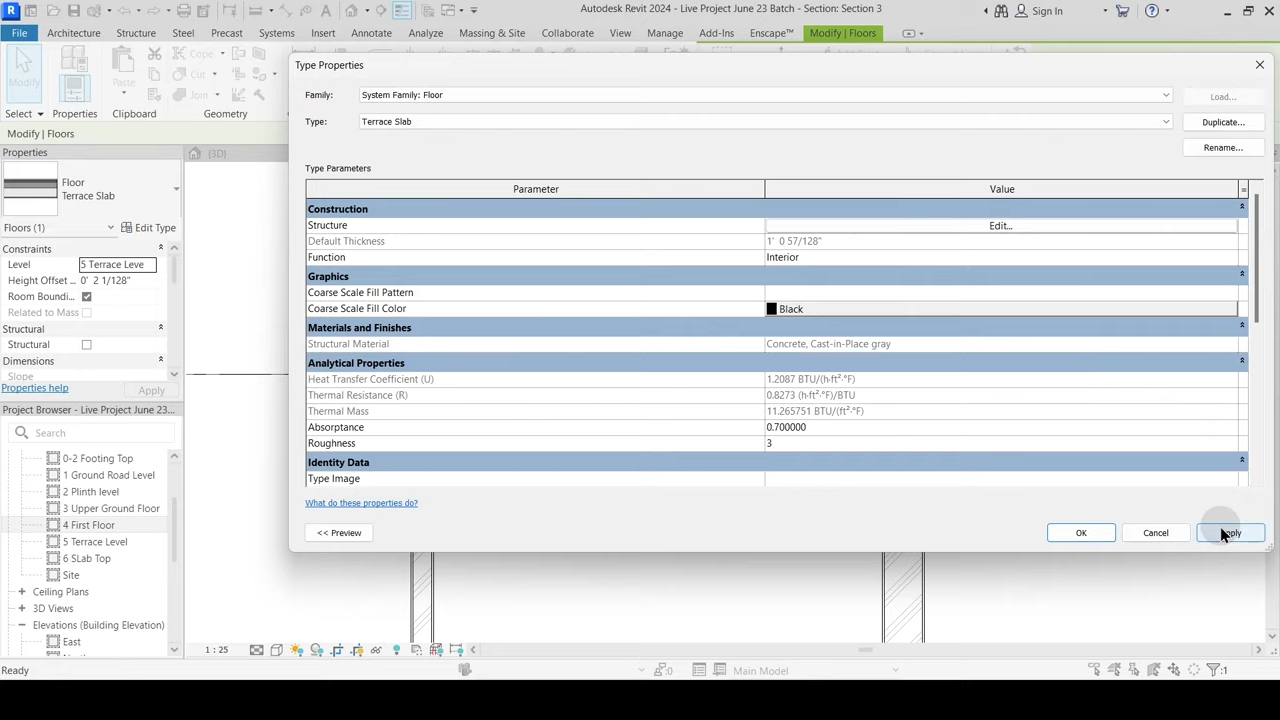 Autodesk Revit 2024 - Live Project June 23 Batch - Section: Section 3
Sign In
File Architecture Structure Steel Precast Systems Insert Annotate Analyze Massing & Site Collaborate View Manage Add-Ins Enscape™ Modify | Floors
Modify
Paste
Cope
Cut
Join
Select Properties Clipboard Geometry
Modify | Floors
Properties
Floor
Terrace Slab
Floors (1) Edit Type
Constraints
Level 5 Terrace Leve
Height Offset ... 0' 2 1/128"
Room Boundi...
Related to Mass
Structural
Structural
Dimensions
Slope
Properties help Apply
Project Browser - Live Project June 23...
Search
0-2 Footing Top
1 Ground Road Level
2 Plinth level
3 Upper Ground Floor
4 First Floor
5 Terrace Level
6 SLab Top
Site
Ceiling Plans
3D Views
Elevations (Building Elevation)
East
{3D}
Type Properties
Family: System Family: Floor Load...
Type: Terrace Slab Duplicate...
Rename...
Type Parameters
Parameter Value =
Construction
Structure Edit...
Default Thickness 1' 0 57/128"
Function Interior
Graphics
Coarse Scale Fill Pattern
Coarse Scale Fill Color Black
Materials and Finishes
Structural Material Concrete, Cast-in-Place gray
Analytical Properties
Heat Transfer Coefficient (U) 1.2087 BTU/(h·ft²·°F)
Thermal Resistance (R) 0.8273 (h·ft²·°F)/BTU
Thermal Mass 11.265751 BTU/(ft²·°F)
Absorptance 0.700000
Roughness 3
Identity Data
Type Image
What do these properties do?
<< Preview OK Cancel Apply
1 : 25
Ready :0 Main Model :1